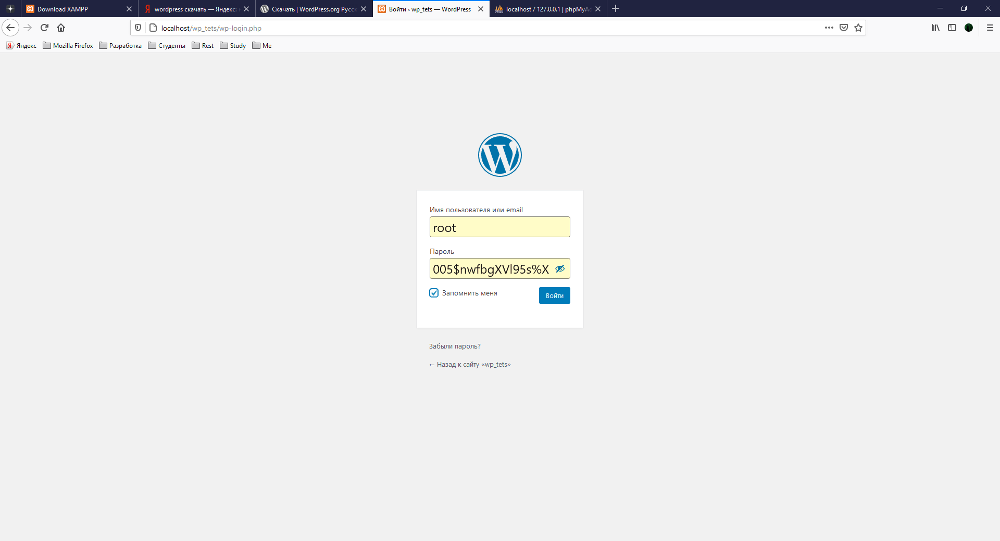 Download XAMPP
wordpress скачать — Яндекс:
Скачать | WordPress.org Русск
Войти ‹ wp_tets — WordPress
localhost / 127.0.0.1 | phpMyAd
localhost/wp_tets/wp-login.php
Яндекс
Mozilla Firefox
Разработка
Студенты
Rest
Study
Me
Имя пользователя или email
root
Пароль
005$nwfbgXVl95s%X
Запомнить меня
Войти
Забыли пароль?
← Назад к сайту «wp_tets»